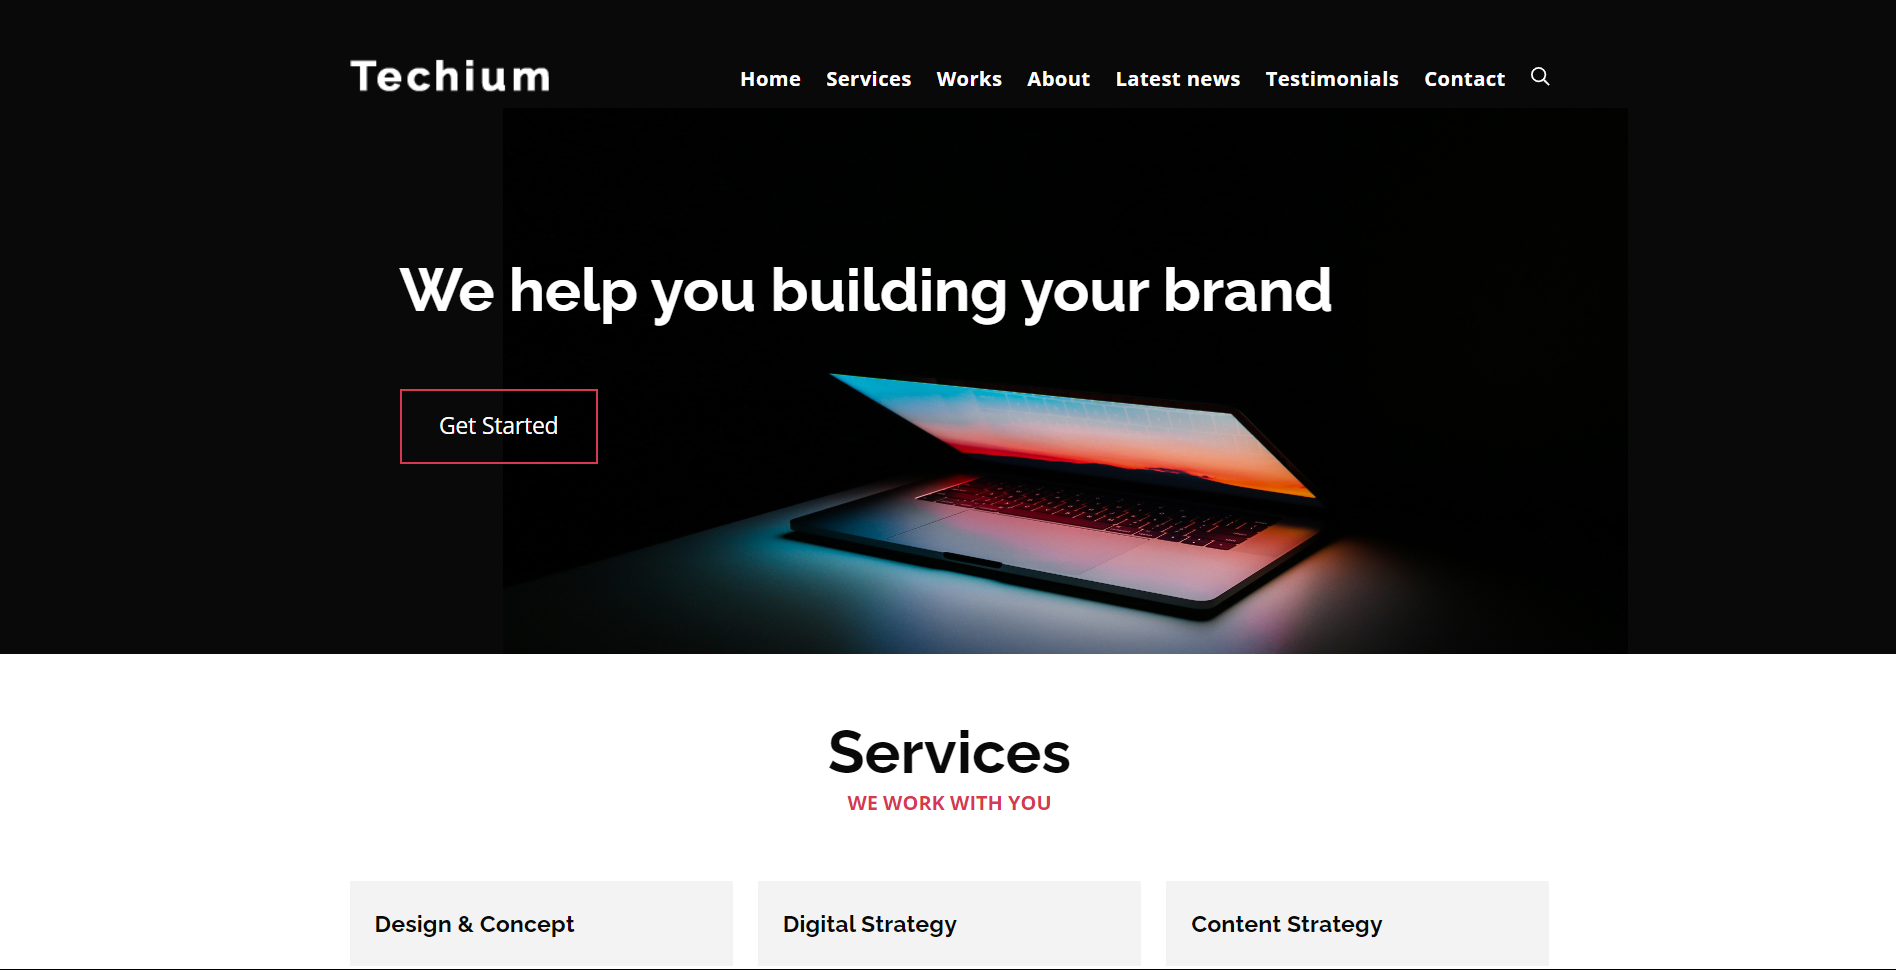 Techium
Home Services Works About Latest news Testimonials Contact
We help you building your brand
Get Started
Services
WE WORK WITH YOU
Design & Concept
Digital Strategy
Content Strategy